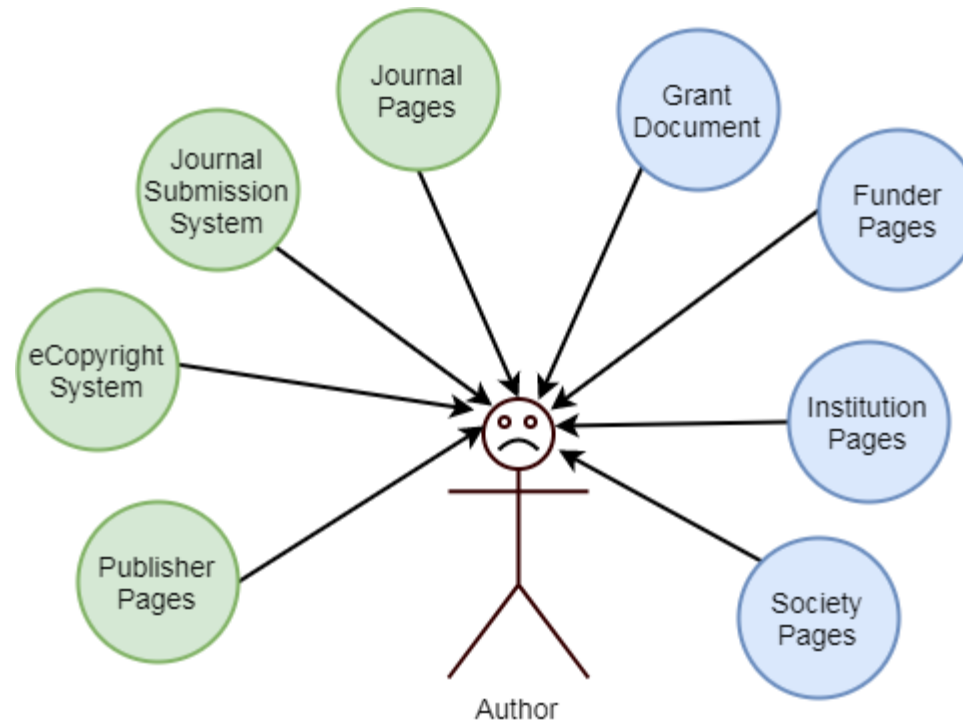 Journal
Pages
Grant
Document
Journal
Submission
System
Funder
Pages
eCopyright
System
Institution
Pages
Publisher
Pages
Society
Pages
Author